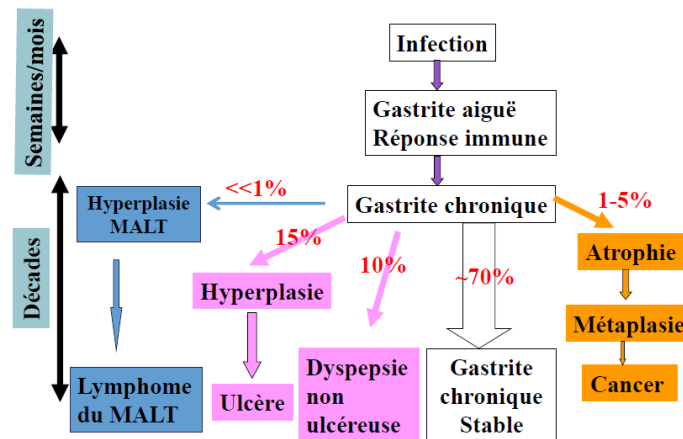 Semaines/mois
Infection
Gastrite aiguë
Réponse immune
Décades
Hyperplasie
MALT
<<1%
Gastrite chronique
1-5%
15%
10%
~70%
Atrophie
Hyperplasie
Métaplasie
Lymphome
du MALT
Ulcère
Dyspepsie
non
ulcéreuse
Gastrite
chronique
Stable
Cancer